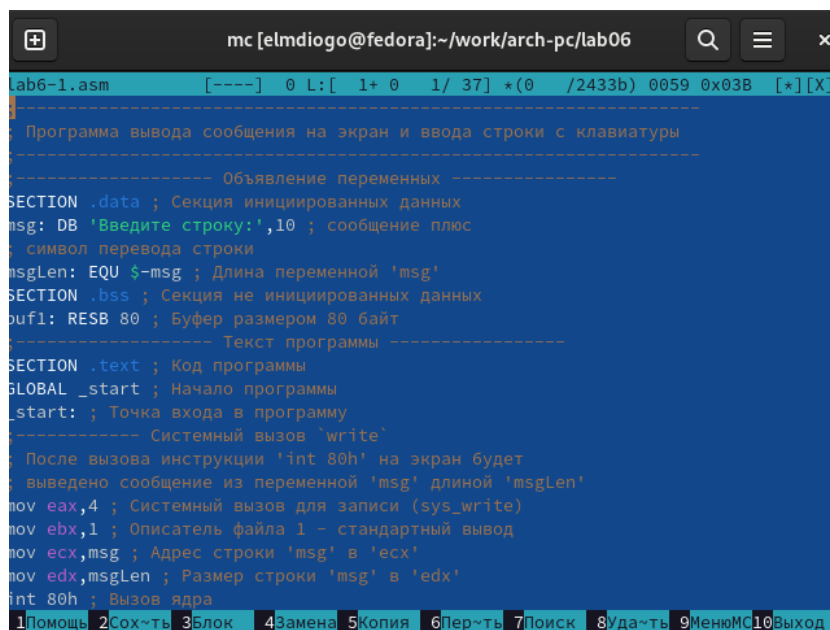 mc [elmdiogo@fedora]:~/work/arch-pc/lab06
lab6-1.asm [----] 0 L:[ 1+ 0 1/ 37] *(0 /2433b) 0059 0x03B [*][X]
;---------------------------------------------------------------
; Программа вывода сообщения на экран и ввода строки с клавиатуры
;---------------------------------------------------------------
;------------------ Объявление переменных ---------------
SECTION .data ; Секция инициированных данных
msg: DB 'Введите строку:',10 ; сообщение плюс
; символ перевода строки
msgLen: EQU $-msg ; Длина переменной 'msg'
SECTION .bss ; Секция не инициированных данных
buf1: RESB 80 ; Буфер размером 80 байт
;------------------ Текст программы ----------------
SECTION .text ; Код программы
GLOBAL _start ; Начало программы
_start: ; Точка входа в программу
;------------ Системный вызов `write`
; После вызова инструкции 'int 80h' на экран будет
; выведено сообщение из переменной 'msg' длиной 'msgLen'
mov eax,4 ; Системный вызов для записи (sys_write)
mov ebx,1 ; Описатель файла 1 - стандартный вывод
mov ecx,msg ; Адрес строки 'msg' в 'ecx'
mov edx,msgLen ; Размер строки 'msg' в 'edx'
int 80h ; Вызов ядра
1Помощь 2Сох~ть 3Блок 4Замена 5Копия 6Пер~ть 7Поиск 8Уда~ть 9МенюMC 10Выход